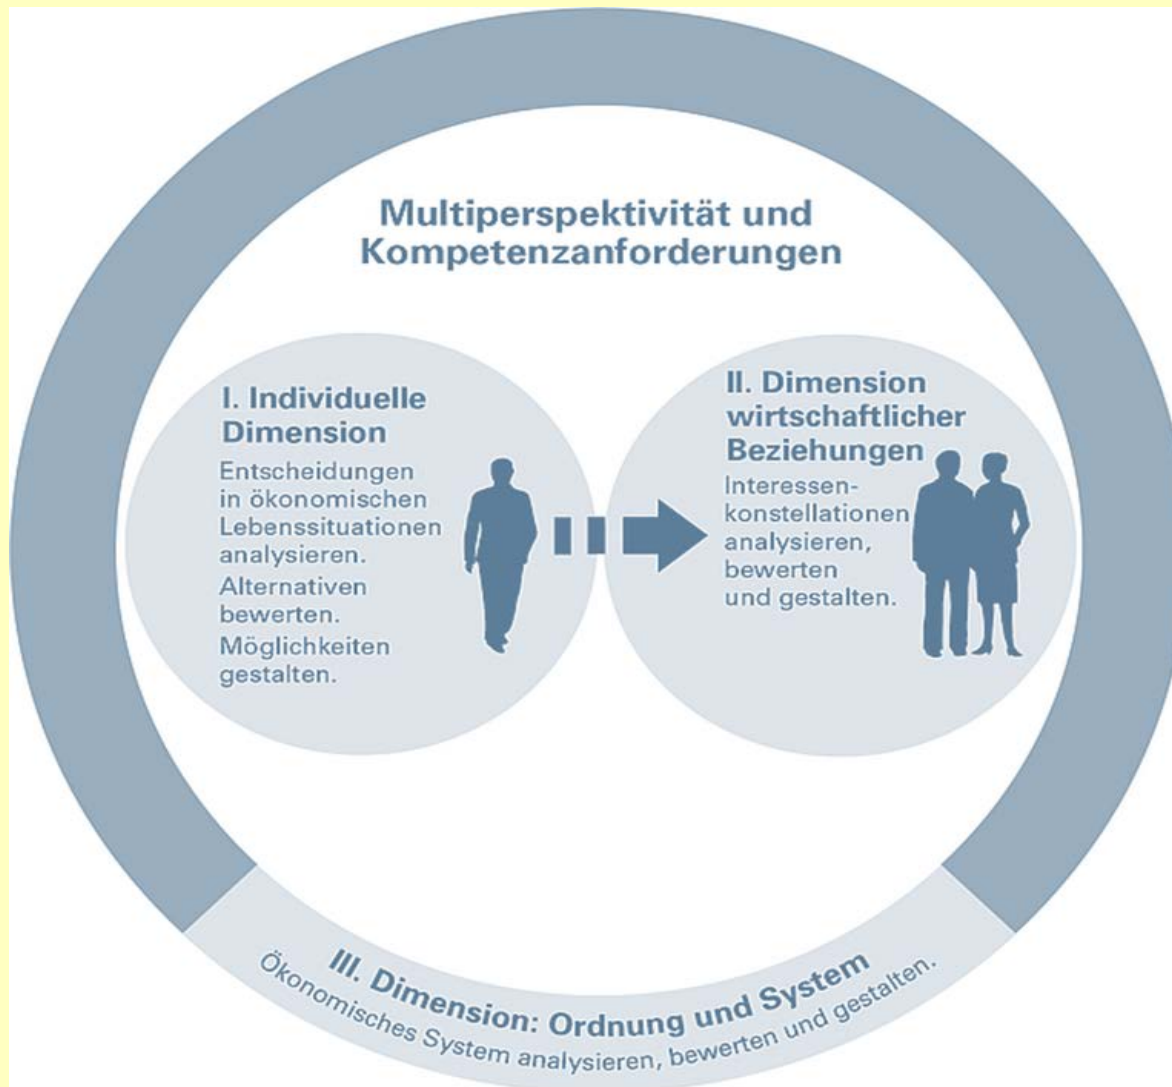 Multiperspektivität und
Kompetenzanforderungen
I. Individuelle
Dimension
Entscheidungen
in ökonomischen
Lebenssituationen
analysieren.
Alternativen
bewerten.
Möglichkeiten
gestalten.
II. Dimension
wirtschaftlicher
Beziehungen
Interessen-
konstellationen
analysieren,
bewerten
und gestalten.
III. Dimension: Ordnung und System
Ökonomisches System analysieren, bewerten und gestalten.